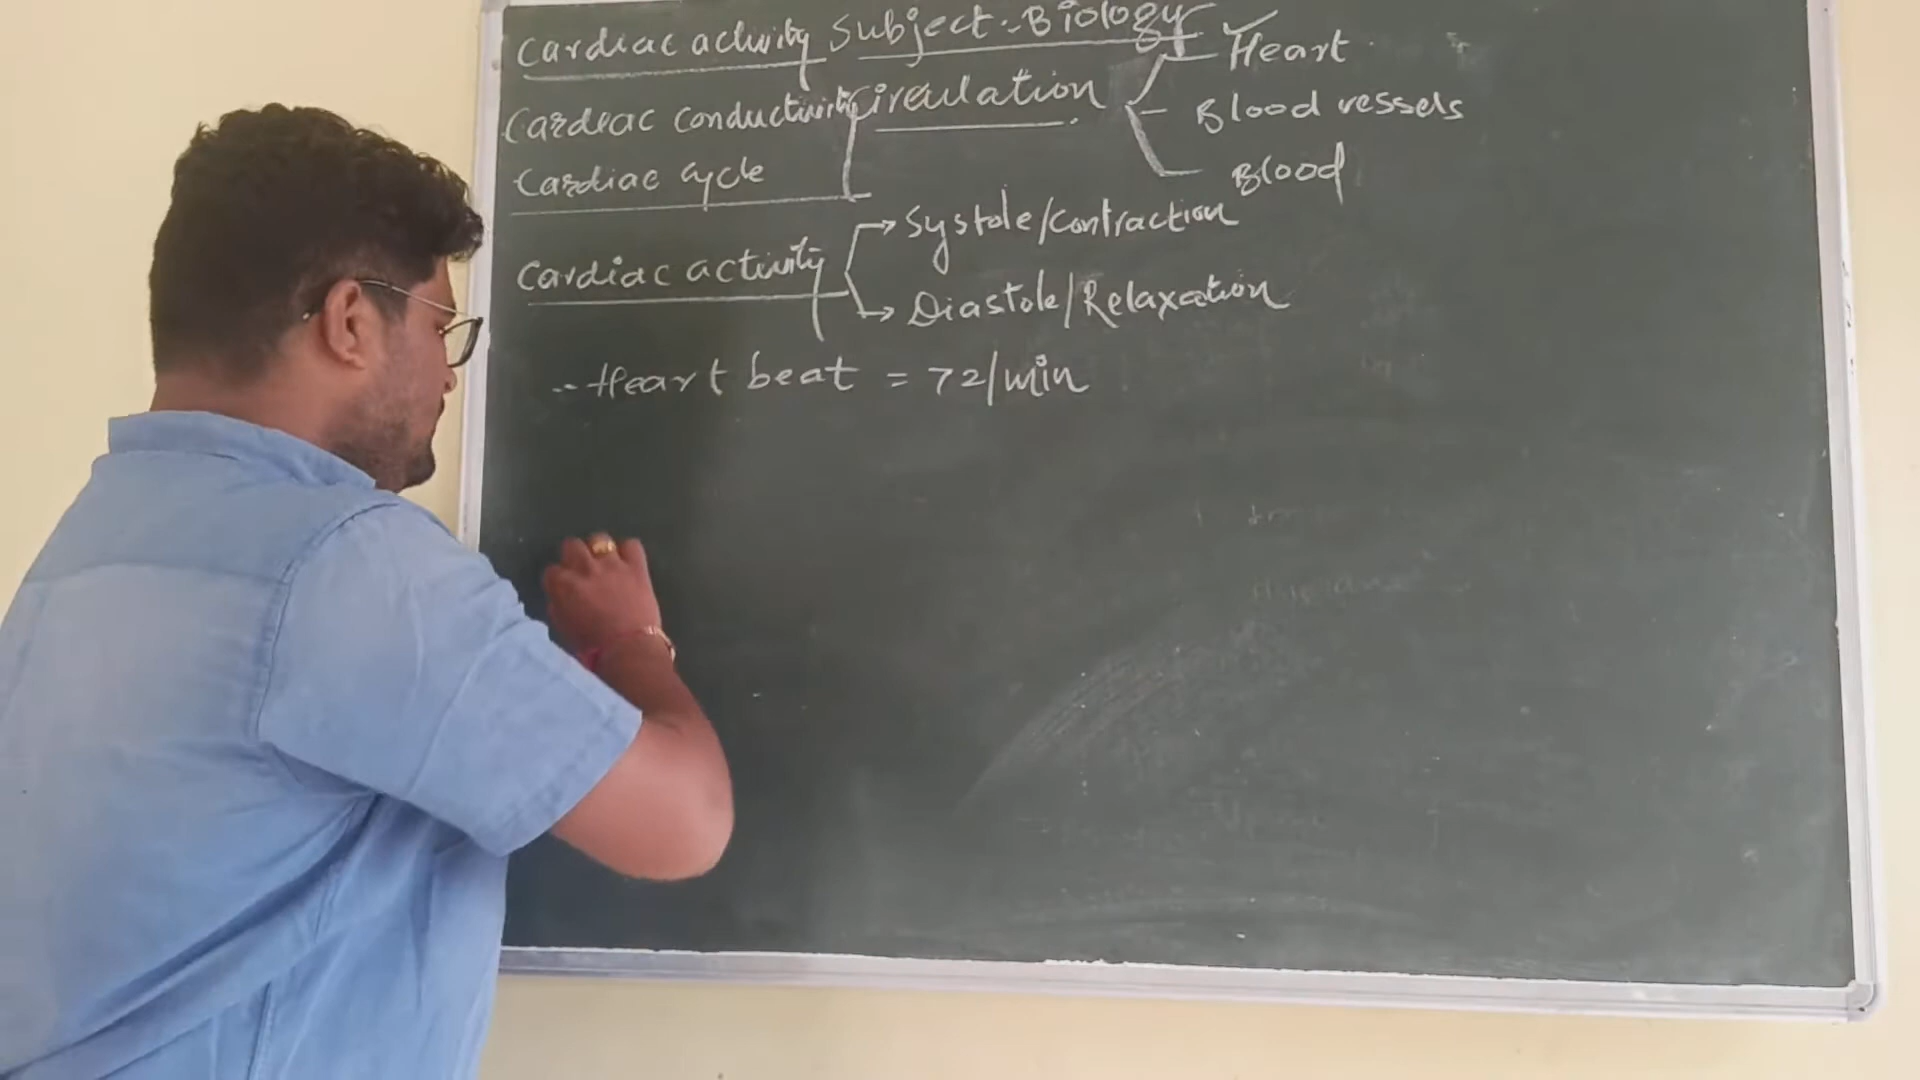 Cardiac activity Subject:- Biology
Cardiac conductivity Circulation
Heart
Blood vessels
Blood
Cardiac cycle
Cardiac activity
Systole/Contraction
Diastole/Relaxation
-- Heart beat = 72/min